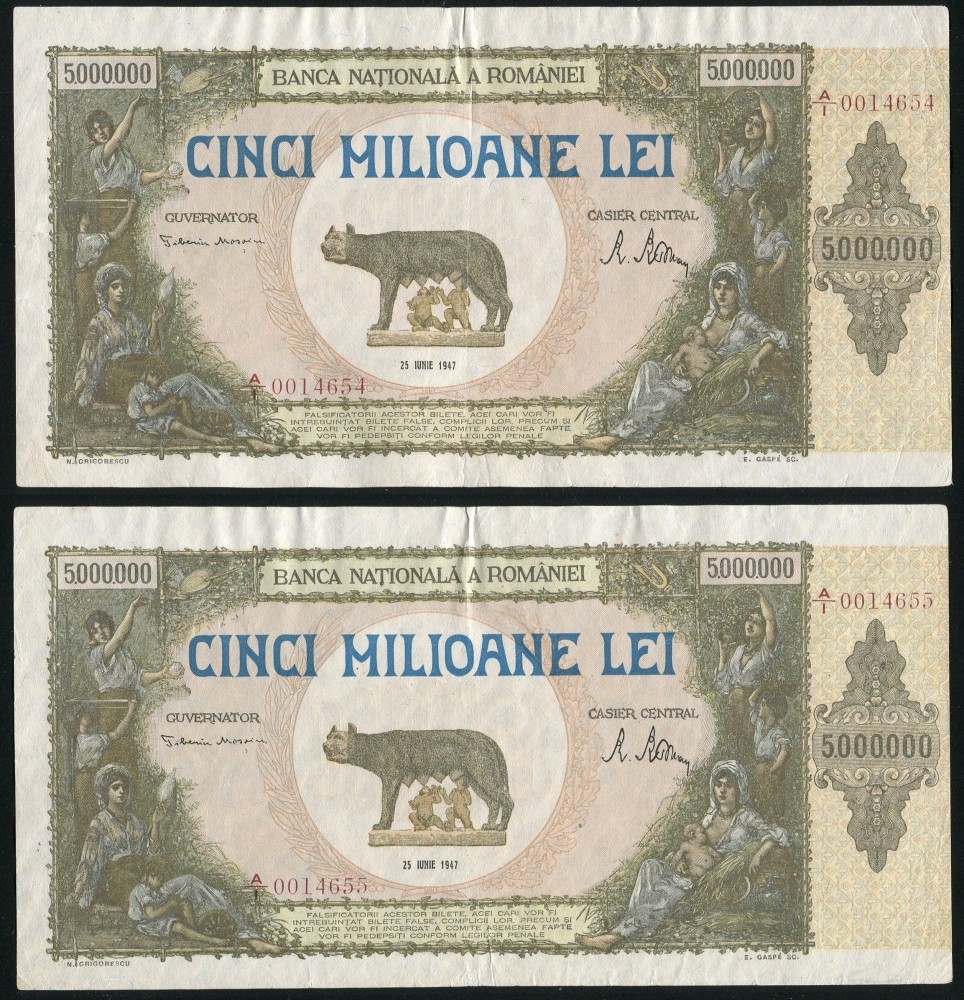 5.000.000 BANCA NAȚIONALĂ A ROMÂNIEI 5.000.000
A/1 0014654
CINCI MILIOANE LEI
GUVERNATOR CASIER CENTRAL
5.000.000
25 IUNIE 1947
A/1 0014654
FALSIFICATORII ACESTOR BILETE, ACEI CARI VOR FI
INTREBUINȚAT BILETE FALSE, COMPLICII LOR, PRECUM ȘI
ACEI CARI VOR FI INCERCAT A COMITE ASEMENEA FAPTE
VOR FI PEDEPSIȚI CONFORM LEGILOR PENALE
N. GRIGORESCU E. GASPÉ SC.
5.000.000 BANCA NAȚIONALĂ A ROMÂNIEI 5.000.000
A/1 0014655
CINCI MILIOANE LEI
GUVERNATOR CASIER CENTRAL
5.000.000
25 IUNIE 1947
A/1 0014655
FALSIFICATORII ACESTOR BILETE, ACEI CARI VOR FI
INTREBUINȚAT BILETE FALSE, COMPLICII LOR, PRECUM ȘI
ACEI CARI VOR FI INCERCAT A COMITE ASEMENEA FAPTE
VOR FI PEDEPSIȚI CONFORM LEGILOR PENALE
N. GRIGORESCU E. GASPÉ SC.